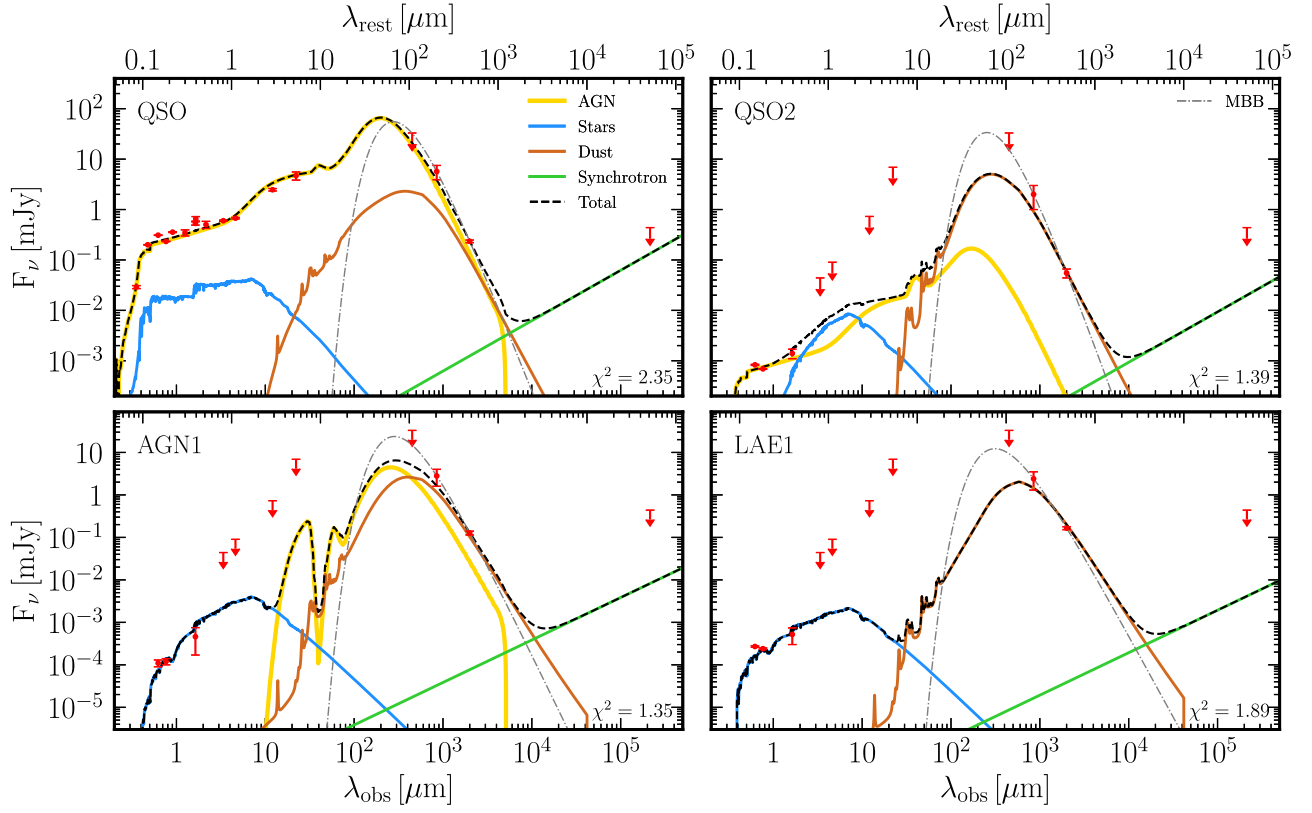 λrest [μm] λrest [μm]
0.1 1 10 10² 10³ 10⁴ 10⁵ 0.1 1 10 10² 10³ 10⁴ 10⁵
QSO
AGN
Stars
Dust
Synchrotron
Total
χ² = 2.35
QSO2
MBB
χ² = 1.39
Fν [mJy]
10²
10
1
10⁻¹
10⁻²
10⁻³
AGN1
χ² = 1.35
LAE1
χ² = 1.89
Fν [mJy]
10
1
10⁻¹
10⁻²
10⁻³
10⁻⁴
10⁻⁵
1 10 10² 10³ 10⁴ 10⁵ 1 10 10² 10³ 10⁴ 10⁵
λobs [μm] λobs [μm]